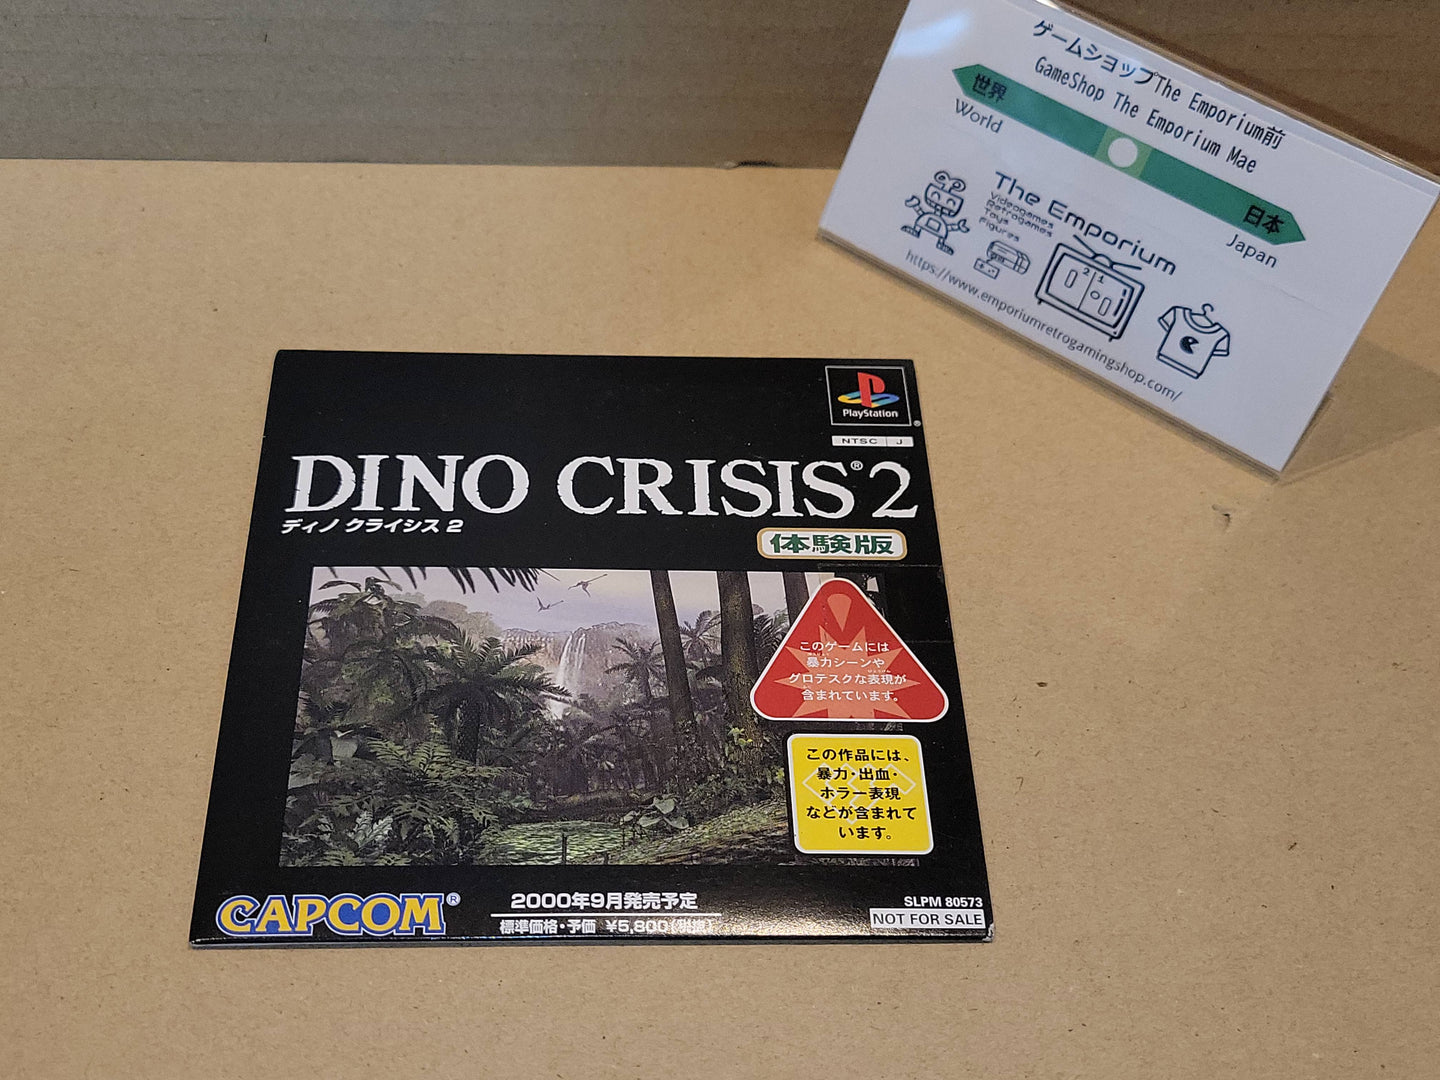 ゲームショップThe Emporium前
GameShop The Emporium Mae
世界
World
日本
Japan
The Emporium
Videogames
Retrogames
Toys
Figures
2 1
https://www.emporiumretrogamingshop.com/
PlayStation
®
NTSC J
DINO CRISIS®2
ディノ クライシス 2
体験版
このゲームには
暴力シーンや
グロテスクな表現が
含まれています。
この作品には、
暴力・出血・
ホラー表現
などが含まれて
います。
CAPCOM®
2000年9月発売予定
標準価格・予価 ¥5,800(税別)
SLPM 80573
NOT FOR SALE